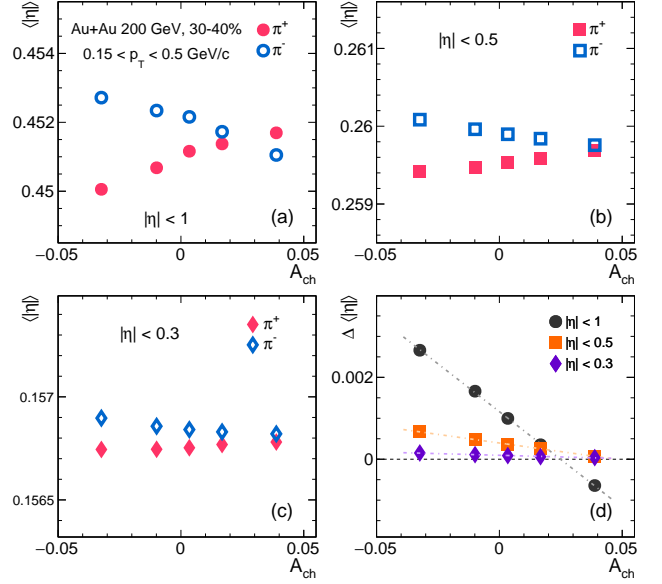 ⟨|η|⟩
0.454
0.452
0.45
Au+Au 200 GeV, 30-40%
0.15 < p_T < 0.5 GeV/c
π⁺
π⁻
|η| < 1
(a)
−0.05
0
0.05
A_ch
⟨|η|⟩
0.261
0.26
0.259
|η| < 0.5
π⁺
π⁻
(b)
−0.05
0
0.05
A_ch
⟨|η|⟩
0.157
0.1565
|η| < 0.3
π⁺
π⁻
(c)
−0.05
0
0.05
A_ch
Δ ⟨|η|⟩
0.002
0
|η| < 1
|η| < 0.5
|η| < 0.3
(d)
−0.05
0
0.05
A_ch